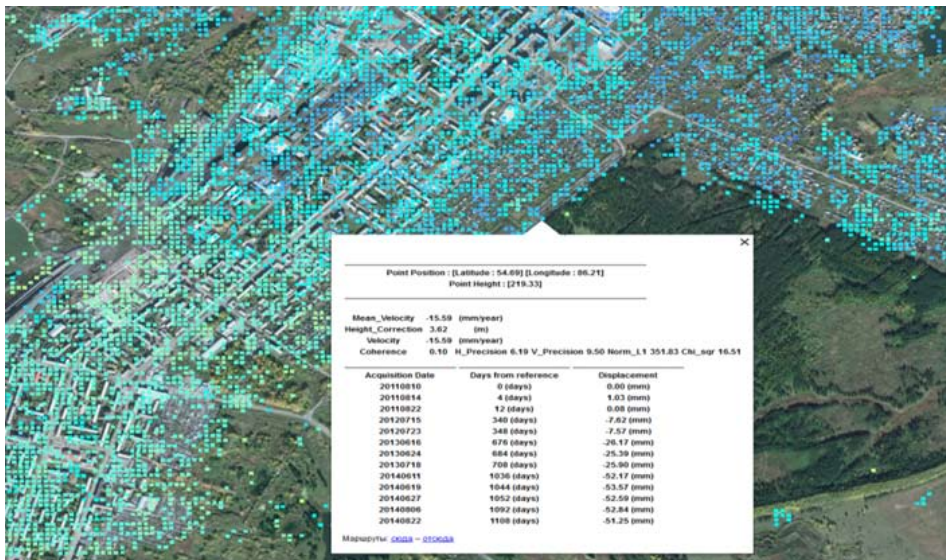 Point Position : [Latitude : 54.69] [Longitude : 86.21]
Point Height : [219.33]
Mean_Velocity -15.59 (mm/year)
Height_Correction 3.62 (m)
Velocity -15.59 (mm/year)
Coherence 0.10 H_Precision 6.19 V_Precision 9.50 Norm_L1 351.83 Chi_sqr 16.51
Acquisition Date Days from reference Displacement
20110810 0 (days) 0.00 (mm)
20110814 4 (days) 1.03 (mm)
20110822 12 (days) 0.08 (mm)
20120715 340 (days) -7.62 (mm)
20120723 348 (days) -7.57 (mm)
20130616 676 (days) -26.17 (mm)
20130624 684 (days) -25.39 (mm)
20130718 708 (days) -25.90 (mm)
20140611 1036 (days) -52.17 (mm)
20140619 1044 (days) -53.57 (mm)
20140627 1052 (days) -52.59 (mm)
20140806 1092 (days) -52.84 (mm)
20140822 1108 (days) -51.25 (mm)
Маршруты: сюда – отсюда